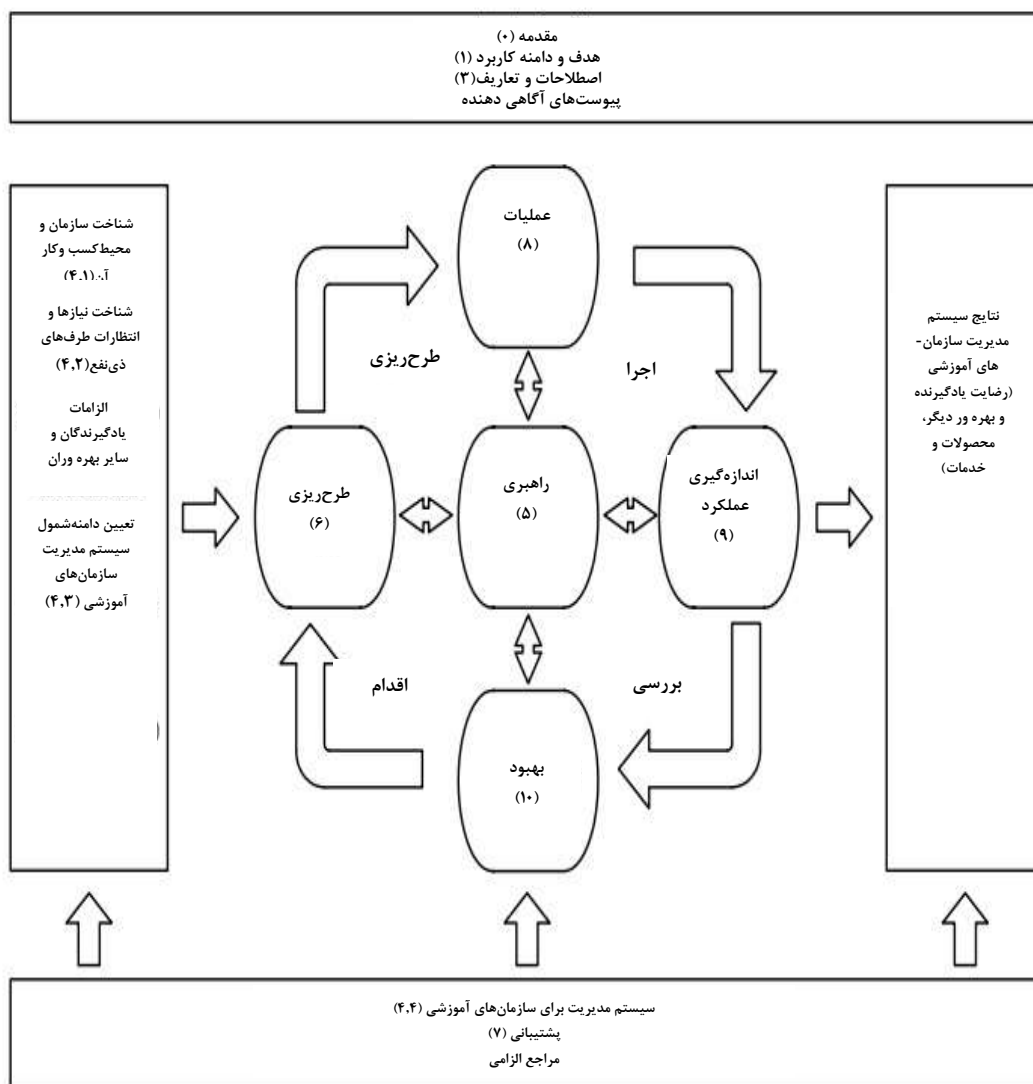 مقدمه (۰)
هدف و دامنه کاربرد (۱)
اصطلاحات و تعاریف(۳)
پیوست‌های آگاهی دهنده
شناخت سازمان و
محیط‌کسب وکار
آن(۴.۱)
شناخت نیازها و
انتظارات طرف‌های
ذی‌نفع(۴,۲)
الزامات
یادگیرندگان و
سایر بهره وران
تعیین دامنه‌شمول
سیستم مدیریت
سازمان‌های
آموزشی (۴,۳)
عملیات
(۸)
طرح‌ریزی
اجرا
طرح‌ریزی
(۶)
راهبری
(۵)
اندازه‌گیری
عملکرد
(۹)
اقدام
بررسی
بهبود
(۱۰)
نتایج سیستم
مدیریت سازمان-
های آموزشی
(رضایت یادگیرنده
و بهره ور دیگر،
محصولات و
خدمات)
سیستم مدیریت برای سازمان‌های آموزشی (۴,۴)
پشتیبانی (۷)
مراجع الزامی